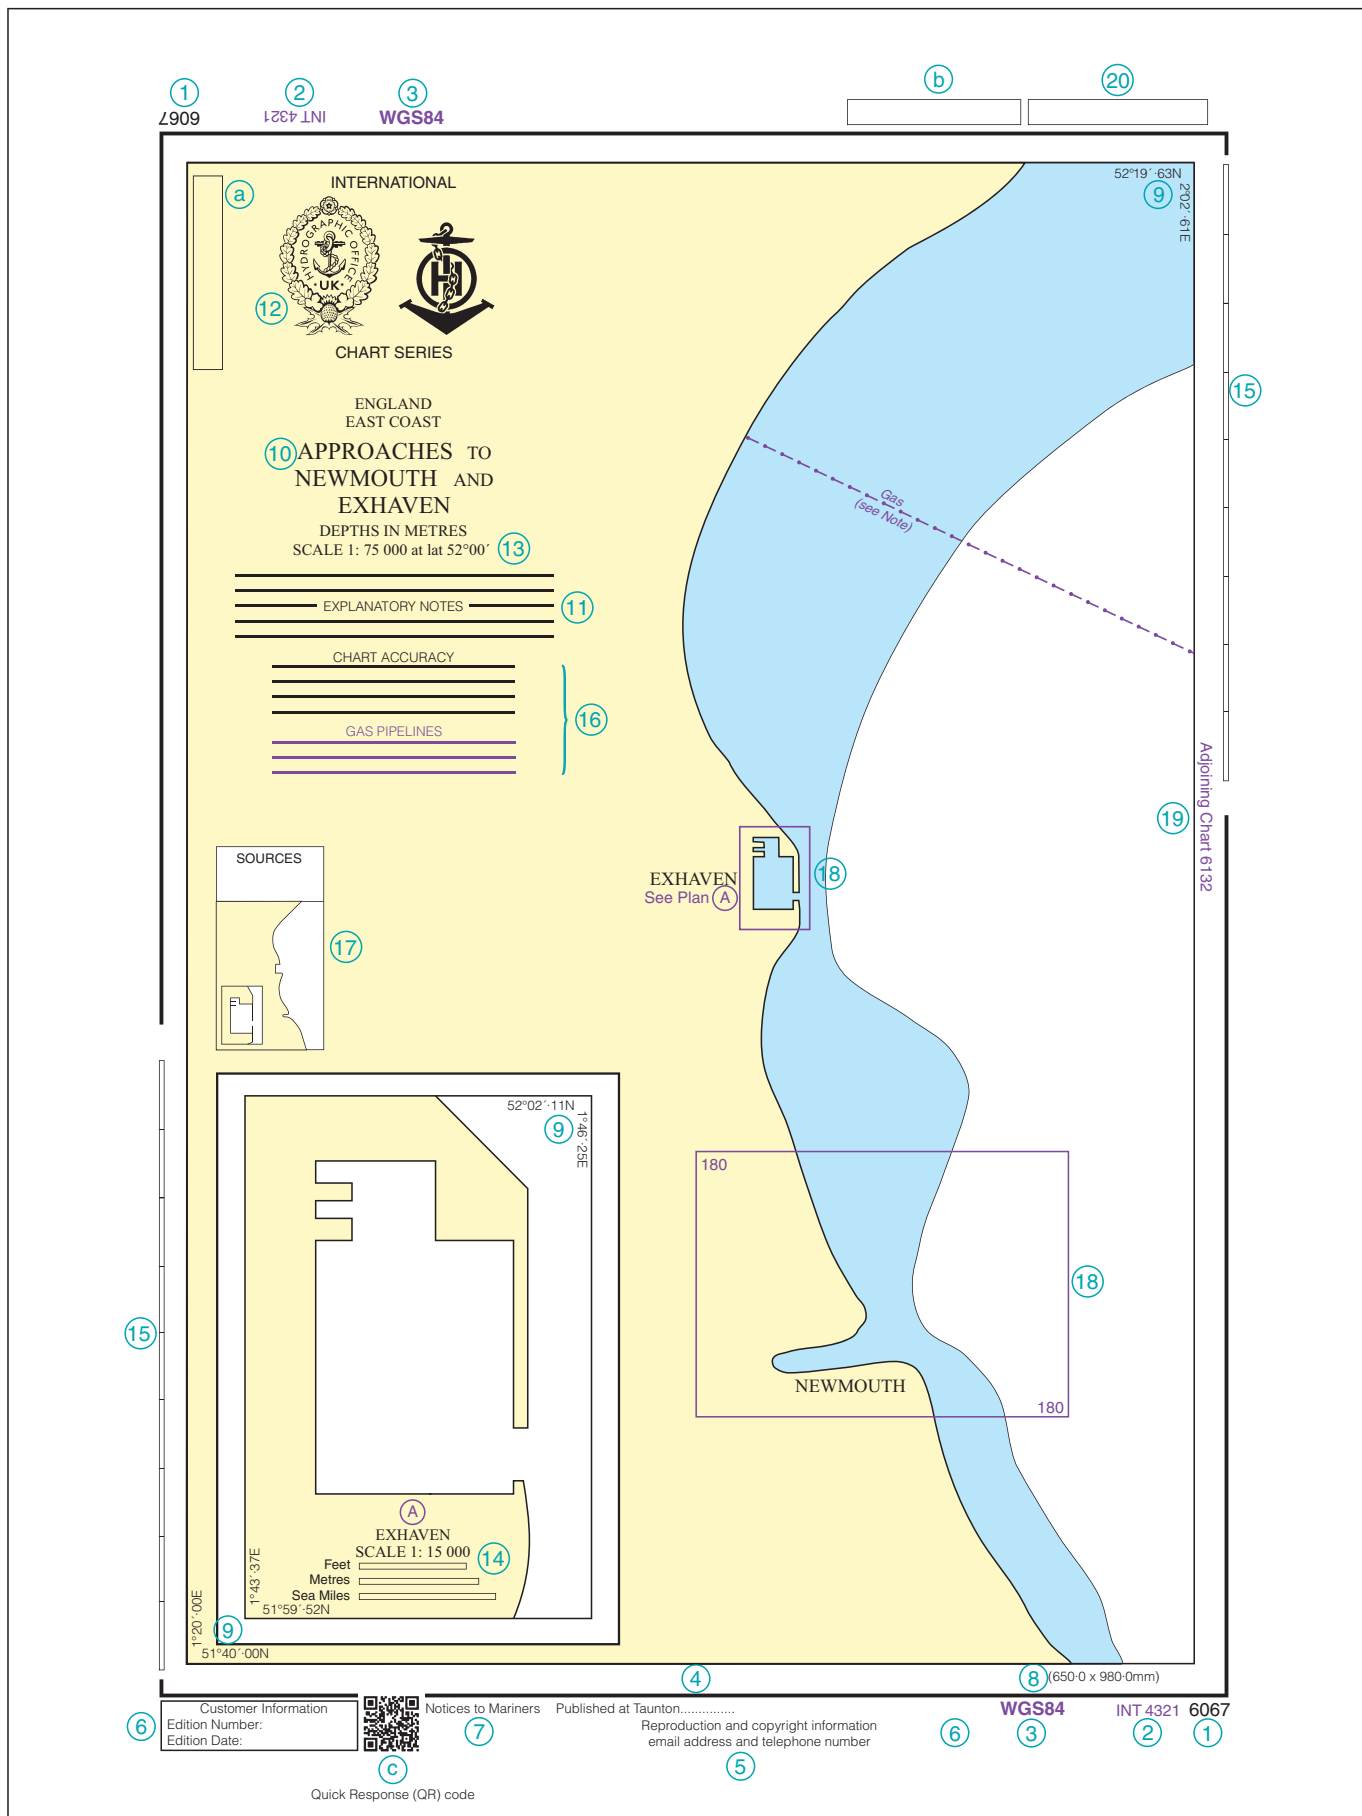 1
2
3
b
20
6067
INT 4321
WGS84
a
INTERNATIONAL
HYDROGRAPHIC OFFICE
UK
H H
12
CHART SERIES
52°19´·63N
9
2°02´·61E
ENGLAND
EAST COAST
10
APPROACHES TO
NEWMOUTH AND
EXHAVEN
DEPTHS IN METRES
SCALE 1: 75 000 at lat 52°00´
13
EXPLANATORY NOTES
11
CHART ACCURACY
GAS PIPELINES
16
15
Gas
(see Note)
Adjoining Chart 6132
19
SOURCES
17
EXHAVEN
See Plan A
18
52°02´·11N
9
1°46´·25E
180
180
18
NEWMOUTH
15
A
EXHAVEN
SCALE 1: 15 000
14
Feet
Metres
Sea Miles
1°43´·37E
51°59´·52N
1°20´·00E
9
51°40´·00N
4
8
(650·0 x 980·0mm)
6
Customer Information
Edition Number:
Edition Date:
c
Quick Response (QR) code
Notices to Mariners
7
Published at Taunton...............
Reproduction and copyright information
email address and telephone number
5
6
WGS84
3
INT 4321
2
6067
1